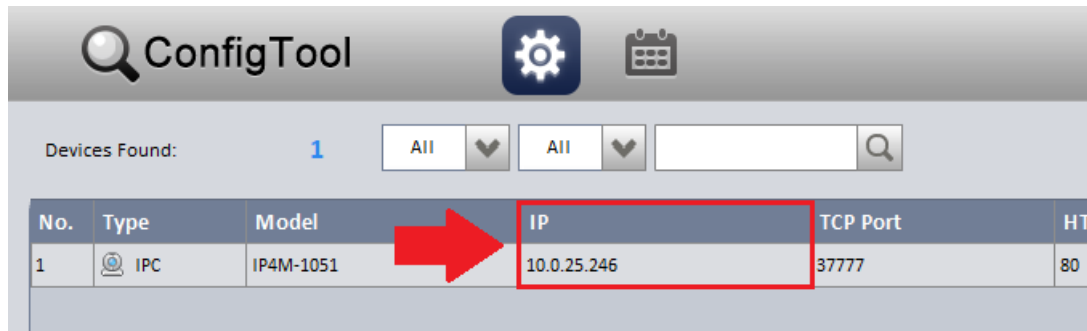 ConfigTool
Devices Found: 1 All All
No. Type Model IP TCP Port HT
1 IPC IP4M-1051 10.0.25.246 37777 80